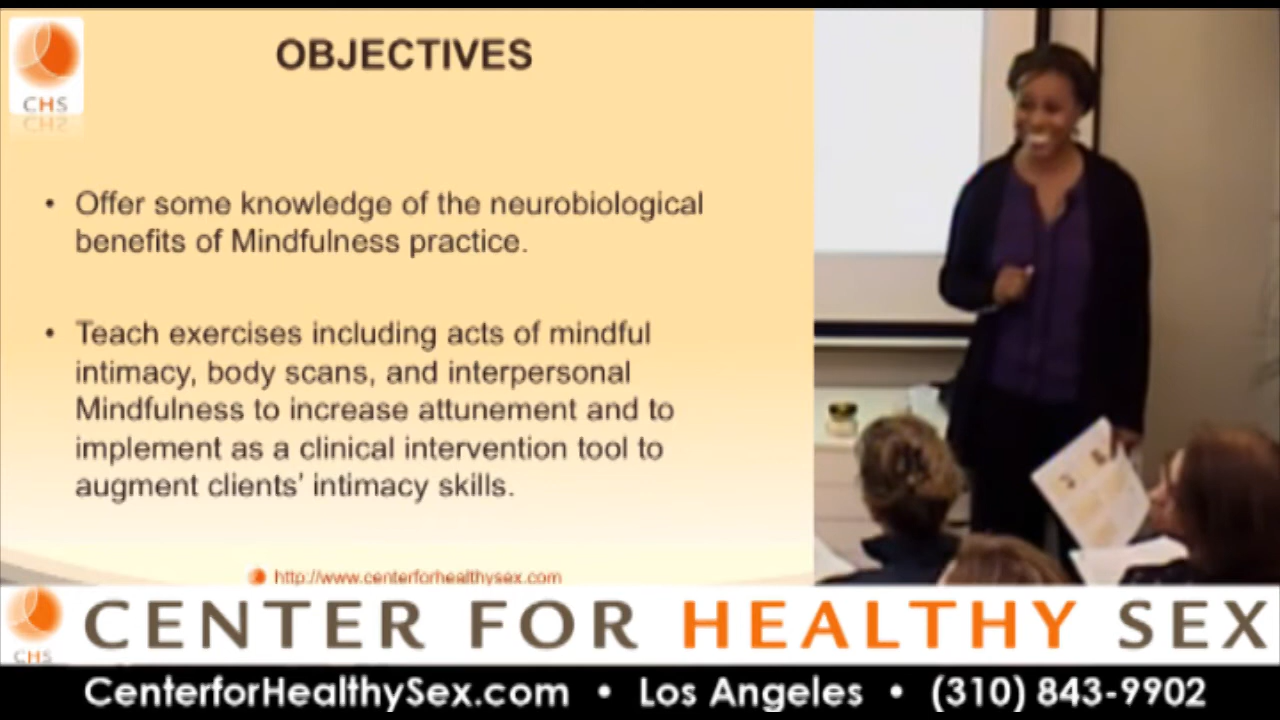 CHS
OBJECTIVES
• Offer some knowledge of the neurobiological
benefits of Mindfulness practice.
• Teach exercises including acts of mindful
intimacy, body scans, and interpersonal
Mindfulness to increase attunement and to
implement as a clinical intervention tool to
augment clients’ intimacy skills.
http://www.centerforhealthysex.com
CHS
CENTER FOR HEALTHY SEX
CenterforHealthySex.com • Los Angeles • (310) 843-9902